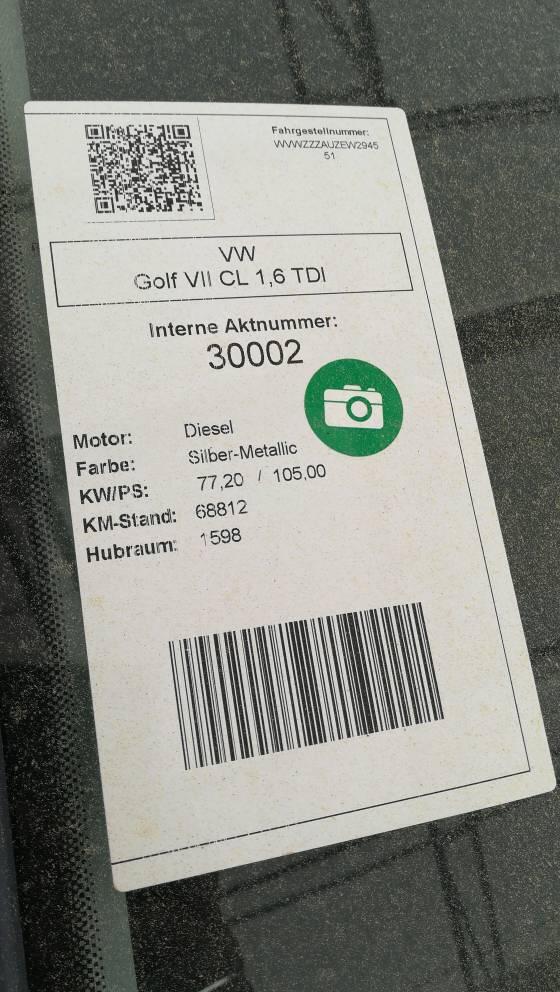 Fahrgestellnummer:
WVWZZZAUZEW2945
51
VW
Golf VII CL 1,6 TDI
Interne Aktnummer:
30002
Motor: Diesel
Farbe: Silber-Metallic
KW/PS: 77,20 / 105,00
KM-Stand: 68812
Hubraum: 1598